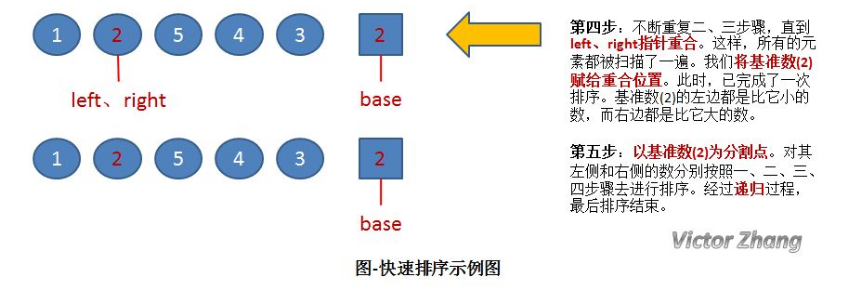 1 2 5 4 3 2
left、right
base
1 2 5 4 3 2
base
第四步：不断重复二、三步骤，直到
left、right指针重合。这样，所有的元
素都被扫描了一遍。我们将基准数(2)
赋给重合位置。此时，已完成了一次
排序。基准数(2)的左边都是比它小的
数，而右边都是比它大的数。
第五步：以基准数(2)为分割点。对其
左侧和右侧的数分别按照一、二、三、
四步骤去进行排序。经过递归过程，
最后排序结束。
Victor Zhang
图-快速排序示例图